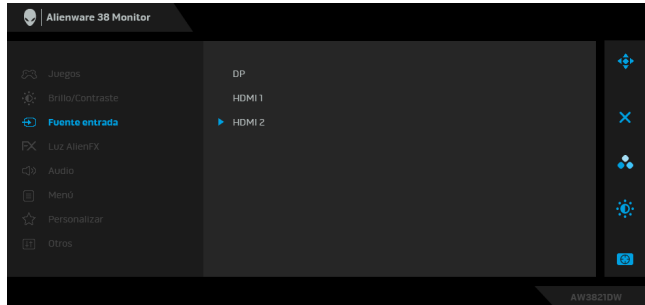 Alienware 38 Monitor
Juegos
DP
Brillo/Contraste
HDMI 1
Fuente entrada
HDMI 2
Luz AlienFX
Audio
Menú
Personalizar
Otros
AW3821DW